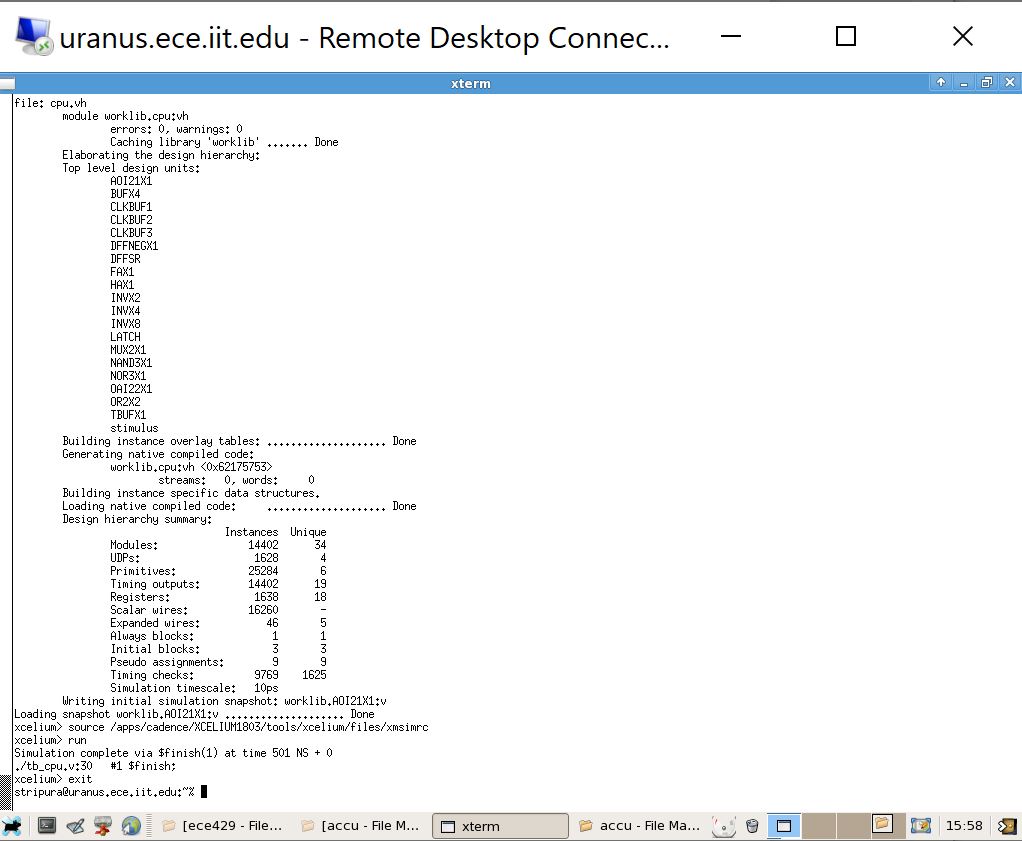 uranus.ece.iit.edu - Remote Desktop Connec...
xterm
file: cpu.vh
module worklib.cpu:vh
errors: 0, warnings: 0
Caching library 'worklib' ....... Done
Elaborating the design hierarchy:
Top level design units:
AOI21X1
BUFX4
CLKBUF1
CLKBUF2
CLKBUF3
DFFNEGX1
DFFSR
FAX1
HAX1
INVX2
INVX4
INVX8
LATCH
MUX2X1
NAND3X1
NOR3X1
OAI22X1
OR2X2
TBUFX1
stimulus
Building instance overlay tables: .................... Done
Generating native compiled code:
worklib.cpu:vh <0x62175753>
streams: 0, words: 0
Building instance specific data structures.
Loading native compiled code: .................... Done
Design hierarchy summary:
Instances Unique
Modules: 14402 34
UDPs: 1628 4
Primitives: 25284 6
Timing outputs: 14402 19
Registers: 1638 18
Scalar wires: 16260 -
Expanded wires: 46 5
Always blocks: 1 1
Initial blocks: 3 3
Pseudo assignments: 9 9
Timing checks: 9769 1625
Simulation timescale: 10ps
Writing initial simulation snapshot: worklib.AOI21X1:v
Loading snapshot worklib.AOI21X1:v .................... Done
xcelium> source /apps/cadence/XCELIUM1803/tools/xcelium/files/xmsimrc
xcelium> run
Simulation complete via $finish(1) at time 501 NS + 0
./tb_cpu.v:30 #1 $finish;
xcelium> exit
stripura@uranus.ece.iit.edu:~%
[ece429 - File... [accu - File M... xterm accu - File Ma... 15:58